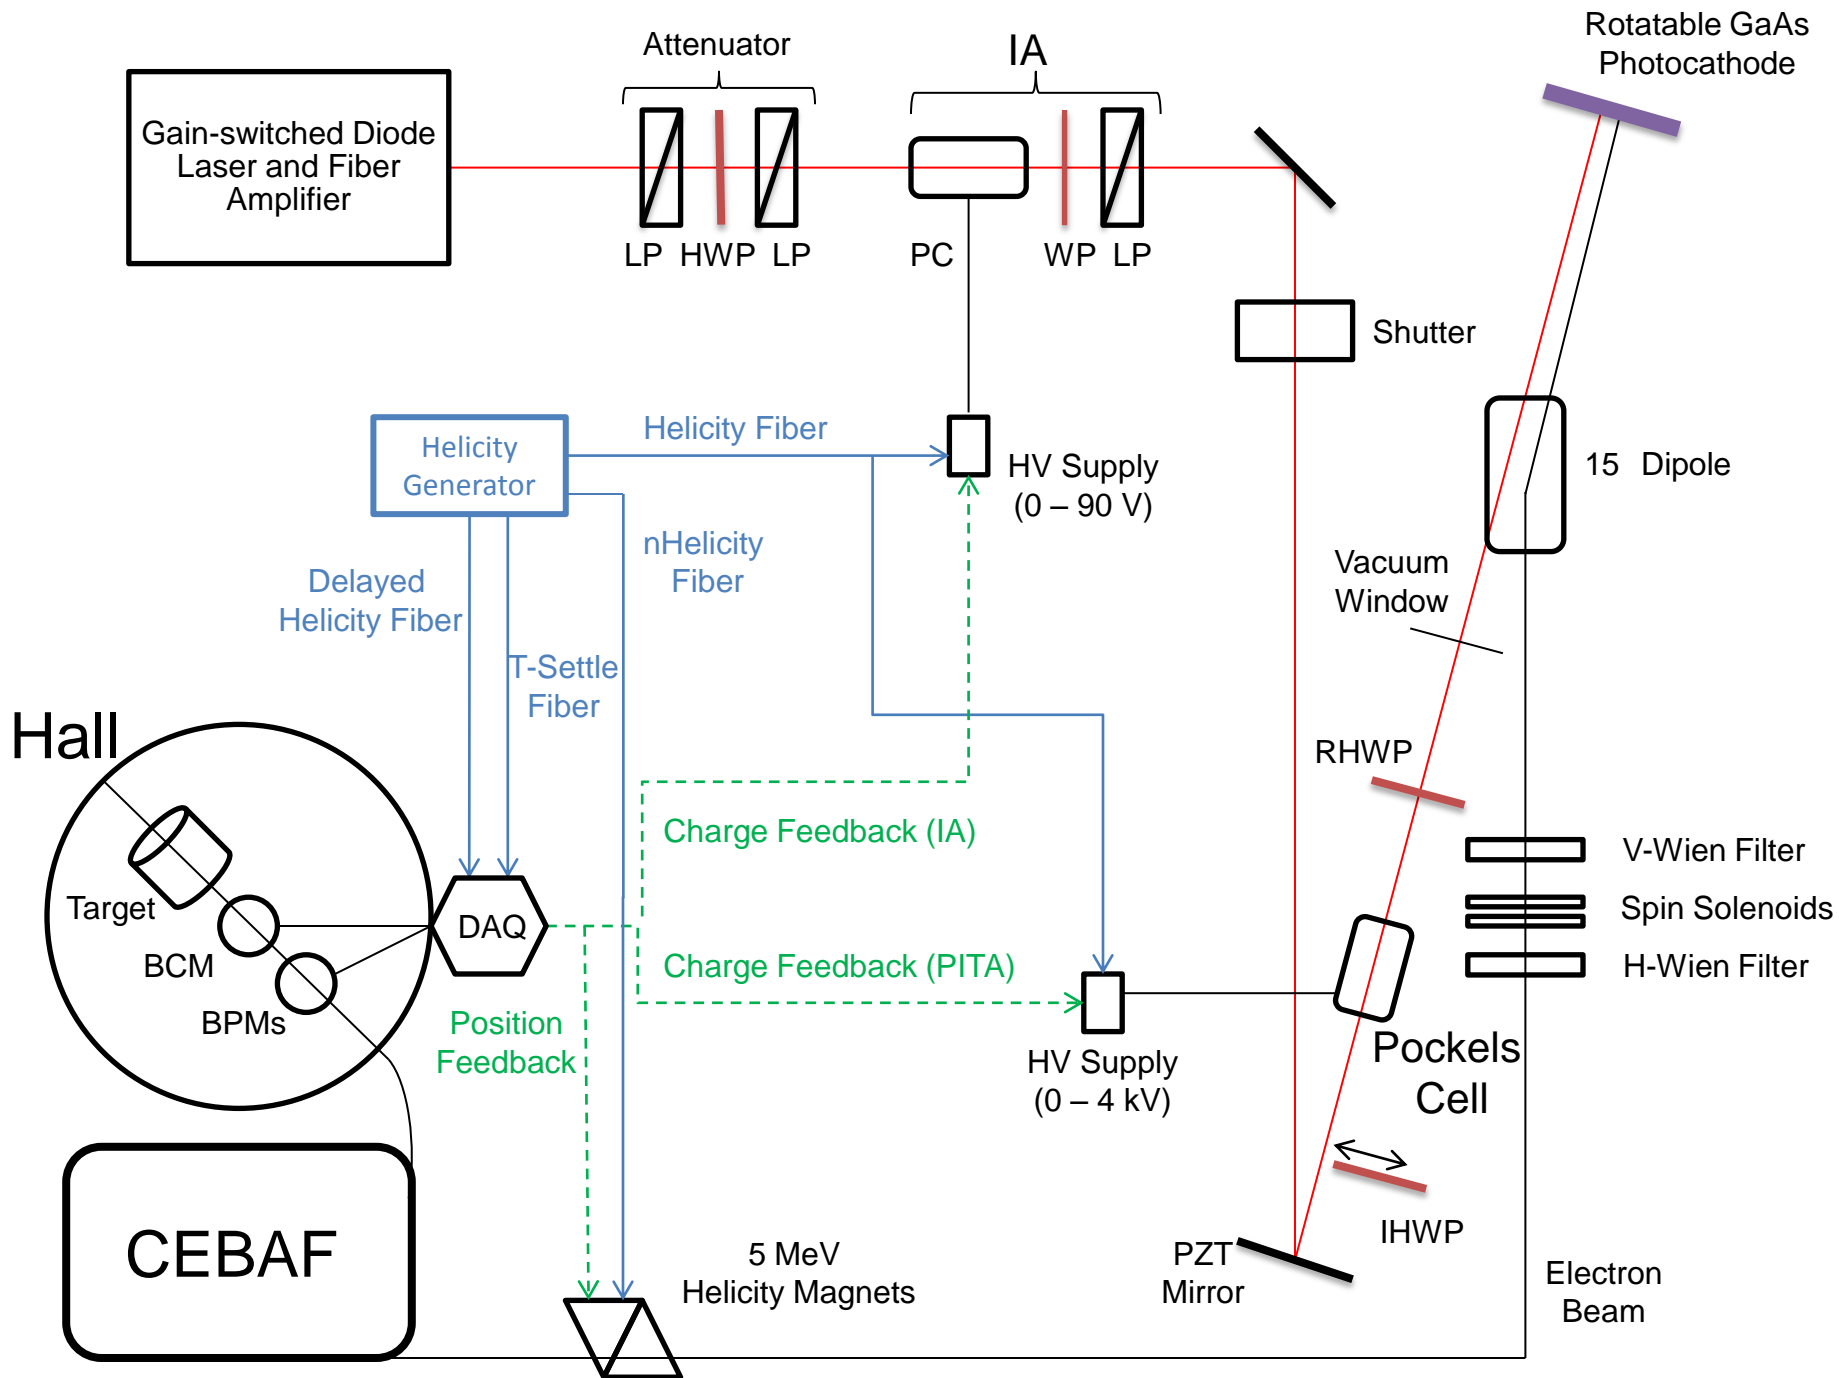 Rotatable GaAs
Photocathode
Attenuator
IA
Gain-switched Diode
Laser and Fiber
Amplifier
LP HWP LP
PC
WP LP
Shutter
Helicity
Generator
Helicity Fiber
HV Supply
(0 – 90 V)
15 Dipole
nHelicity
Fiber
Delayed
Helicity Fiber
Vacuum
Window
T-Settle
Fiber
Hall
RHWP
Charge Feedback (IA)
V-Wien Filter
Target
Spin Solenoids
DAQ
BCM
Charge Feedback (PITA)
H-Wien Filter
BPMs
Position
Feedback
HV Supply
(0 – 4 kV)
Pockels
Cell
CEBAF
IHWP
5 MeV
Helicity Magnets
PZT
Mirror
Electron
Beam